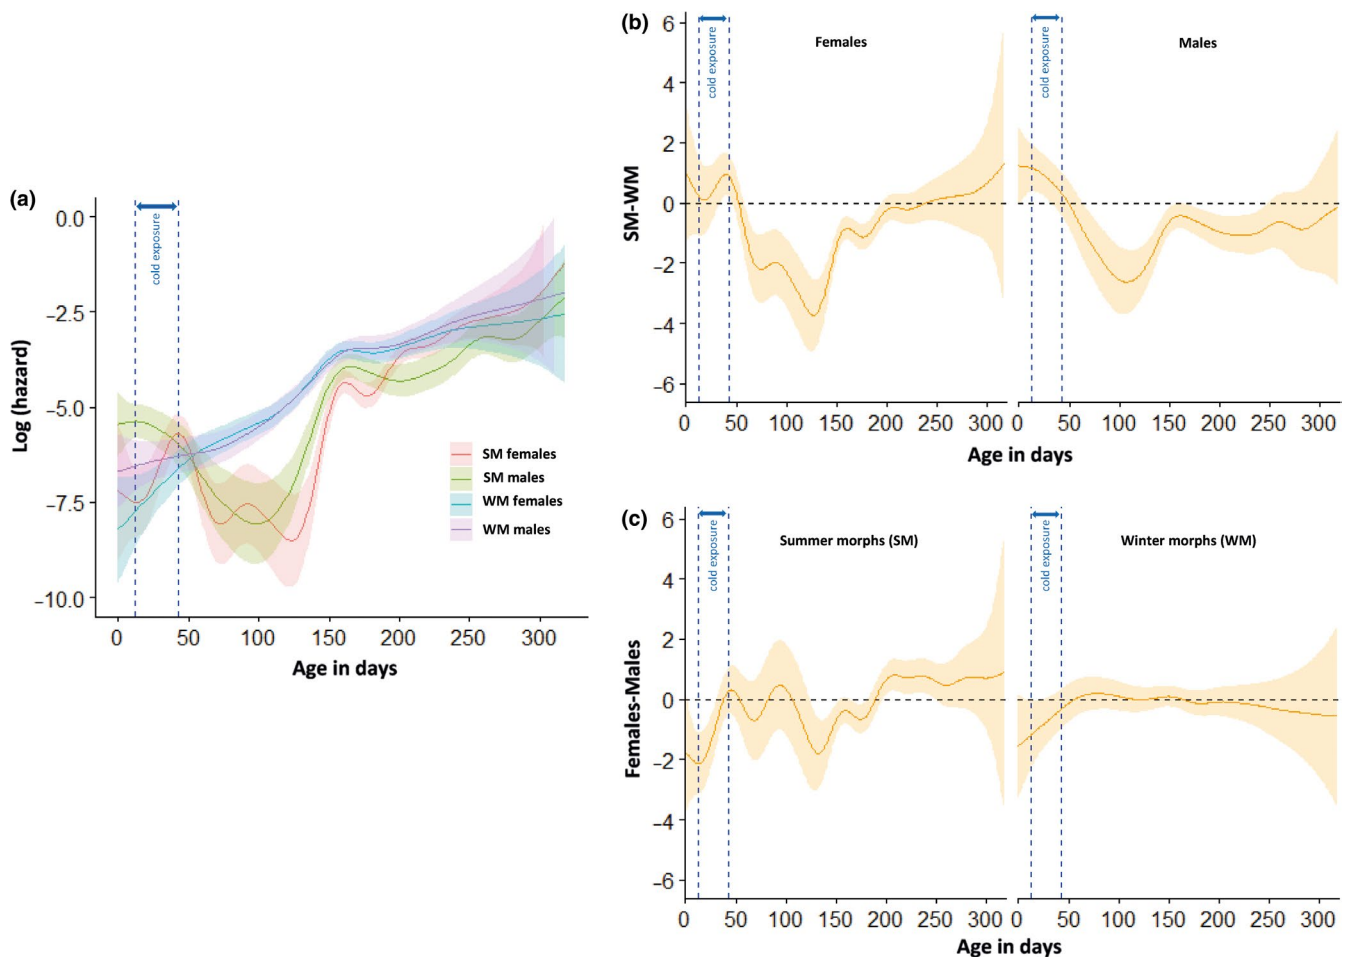 (a)
cold exposure
0.0
−2.5
−5.0
−7.5
−10.0
Log (hazard)
0 50 100 150 200 250 300
Age in days
SM females
SM males
WM females
WM males
(b)
Females
Males
cold exposure
cold exposure
6
4
2
0
−2
−4
−6
SM-WM
0 50 100 150 200 250 300
0 50 100 150 200 250 300
Age in days
(c)
Summer morphs (SM)
Winter morphs (WM)
cold exposure
cold exposure
6
4
2
0
−2
−4
−6
Females-Males
0 50 100 150 200 250 300
0 50 100 150 200 250 300
Age in days